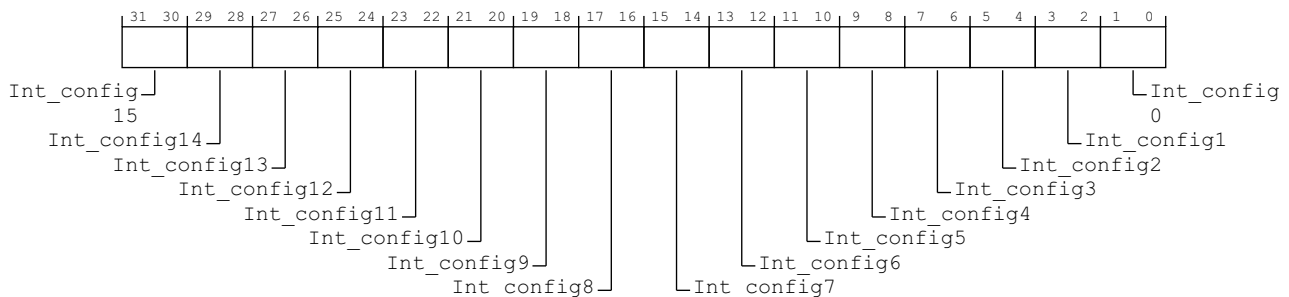 31 30 29 28 27 26 25 24 23 22 21 20 19 18 17 16 15 14 13 12 11 10 9 8 7 6 5 4 3 2 1 0
Int_config Int_config
15 0
Int_config14 Int_config1
Int_config13 Int_config2
Int_config12 Int_config3
Int_config11 Int_config4
Int_config10 Int_config5
Int_config9 Int_config6
Int config8 Int config7